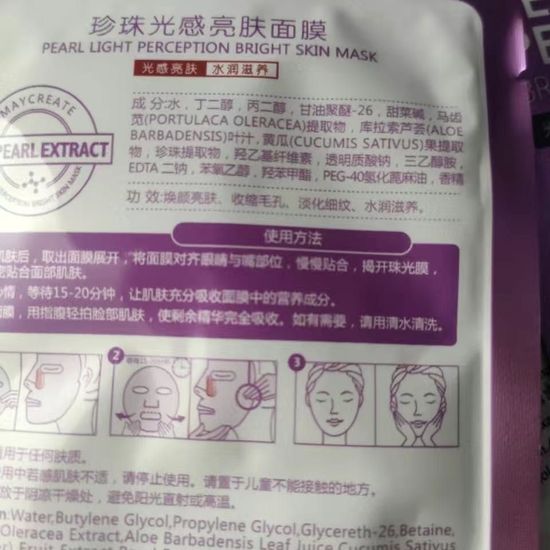 珍珠光感亮肤面膜
PEARL LIGHT PERCEPTION BRIGHT SKIN MASK
光感亮肤 水润滋养
MAYCREATE
PEARL EXTRACT
PERCEPTION BRIGHT SKIN MASK
成 分:水，丁二醇，丙二醇，甘油聚醚-26，甜菜碱，马齿
苋(PORTULACA OLERACEA)提取物，库拉索芦荟(ALOE
BARBADENSIS)叶汁，黄瓜(CUCUMIS SATIVUS)果提取
物，珍珠提取物，羟乙基纤维素，透明质酸钠，三乙醇胺，
EDTA 二钠，苯氧乙醇，羟苯甲酯，PEG-40氢化蓖麻油，香精
功 效:焕颜亮肤、收缩毛孔、淡化细纹、水润滋养。
使用方法
肌肤后，取出面膜展开，将面膜对齐眼睛与嘴部位，慢慢贴合，揭开珠光膜，
密贴合面部肌肤。
心情，等待15-20分钟，让肌肤充分吸收面膜中的营养成分。
面膜，用指腹轻拍脸部肌肤，使剩余精华完全吸收。如有需要，请用清水清洗。
2
3
适用于任何肤质。
使用中若感肌肤不适，请停止使用。请置于儿童不能接触的地方。
放于阴凉干燥处，避免阳光直射或高温。
n:Water,Butylene Glycol,Propylene Glycol,Glycereth-26,Betaine,
Oleracea Extract,Aloe Barbadensis Leaf Juice,Cucumis Sativus